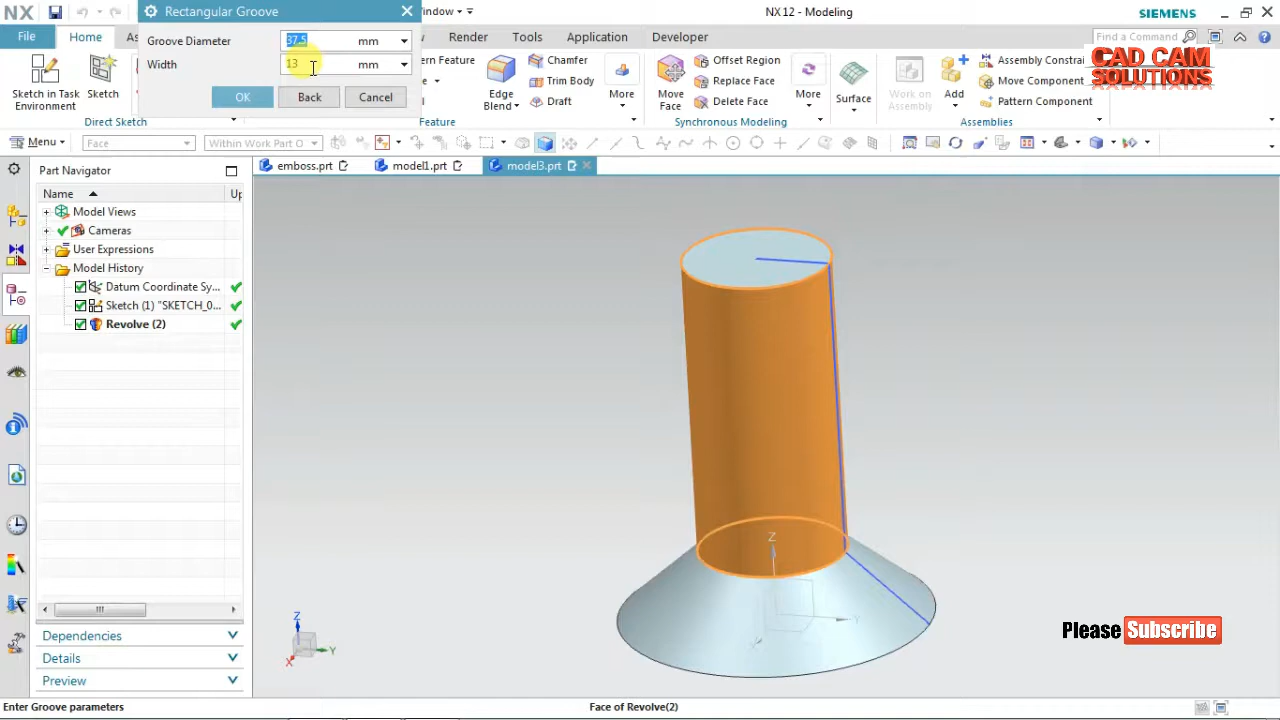 NX
Rectangular Groove
Window
NX12 - Modeling
SIEMENS
File
Home
As
Render
Tools
Application
Developer
Find a Command
Groove Diameter
37.5
mm
Width
13
mm
OK
Back
Cancel
Sketch in Task
Environment
Sketch
Direct Sketch
ttern Feature
Edge
Blend
Chamfer
Trim Body
Draft
More
Feature
Move
Face
Offset Region
Replace Face
Delete Face
More
Synchronous Modeling
Surface
Work on
Assembly
Add
Assembly Constra
Move Component
Pattern Component
Assemblies
CAD CAM
SOLUTIONS
Menu
Face
Within Work Part O
emboss.prt
model1.prt
model3.prt
Part Navigator
Name
Up
Model Views
Cameras
User Expressions
Model History
Datum Coordinate Sy...
Sketch (1) "SKETCH_0...
Revolve (2)
Z
Y
X
Z
Y
Please Subscribe
Dependencies
Details
Preview
Enter Groove parameters
Face of Revolve(2)